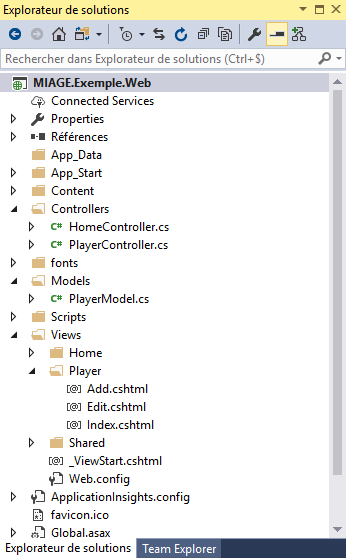 Explorateur de solutions
Rechercher dans Explorateur de solutions (Ctrl+$)
MIAGE.Exemple.Web
Connected Services
Properties
Références
App_Data
App_Start
Content
Controllers
C# HomeController.cs
C# PlayerController.cs
fonts
Models
C# PlayerModel.cs
Scripts
Views
Home
Player
[@] Add.cshtml
[@] Edit.cshtml
[@] Index.cshtml
Shared
[@] _ViewStart.cshtml
Web.config
ApplicationInsights.config
favicon.ico
Global.asax
Explorateur de solutions Team Explorer